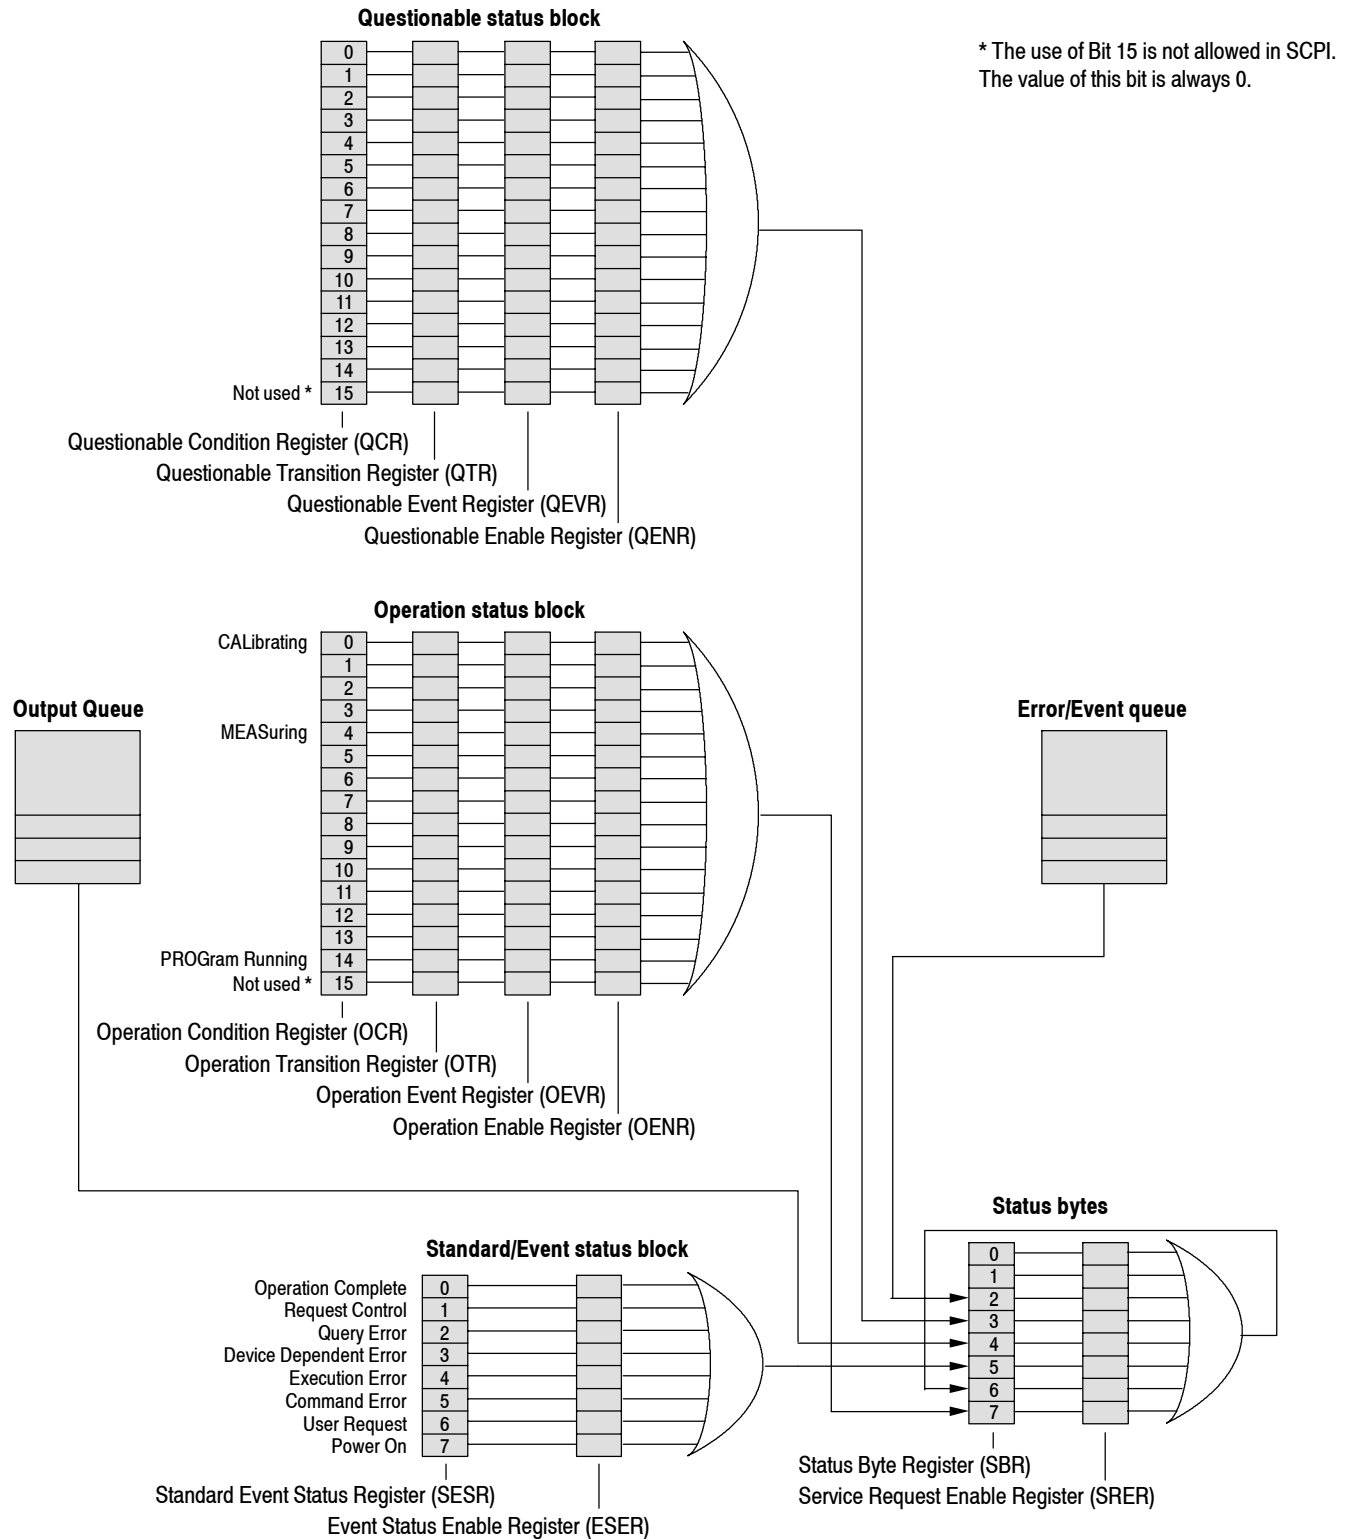 Questionable status block
* The use of Bit 15 is not allowed in SCPI.
The value of this bit is always 0.
0
1
2
3
4
5
6
7
8
9
10
11
12
13
14
Not used * 15
Questionable Condition Register (QCR)
Questionable Transition Register (QTR)
Questionable Event Register (QEVR)
Questionable Enable Register (QENR)
Operation status block
CALibrating 0
1
2
3
MEASuring 4
5
6
7
8
9
10
11
12
13
PROGram Running 14
Not used * 15
Output Queue
Error/Event queue
Operation Condition Register (OCR)
Operation Transition Register (OTR)
Operation Event Register (OEVR)
Operation Enable Register (OENR)
Standard/Event status block
Operation Complete 0
Request Control 1
Query Error 2
Device Dependent Error 3
Execution Error 4
Command Error 5
User Request 6
Power On 7
Standard Event Status Register (SESR)
Event Status Enable Register (ESER)
Status bytes
0
1
2
3
4
5
6
7
Status Byte Register (SBR)
Service Request Enable Register (SRER)